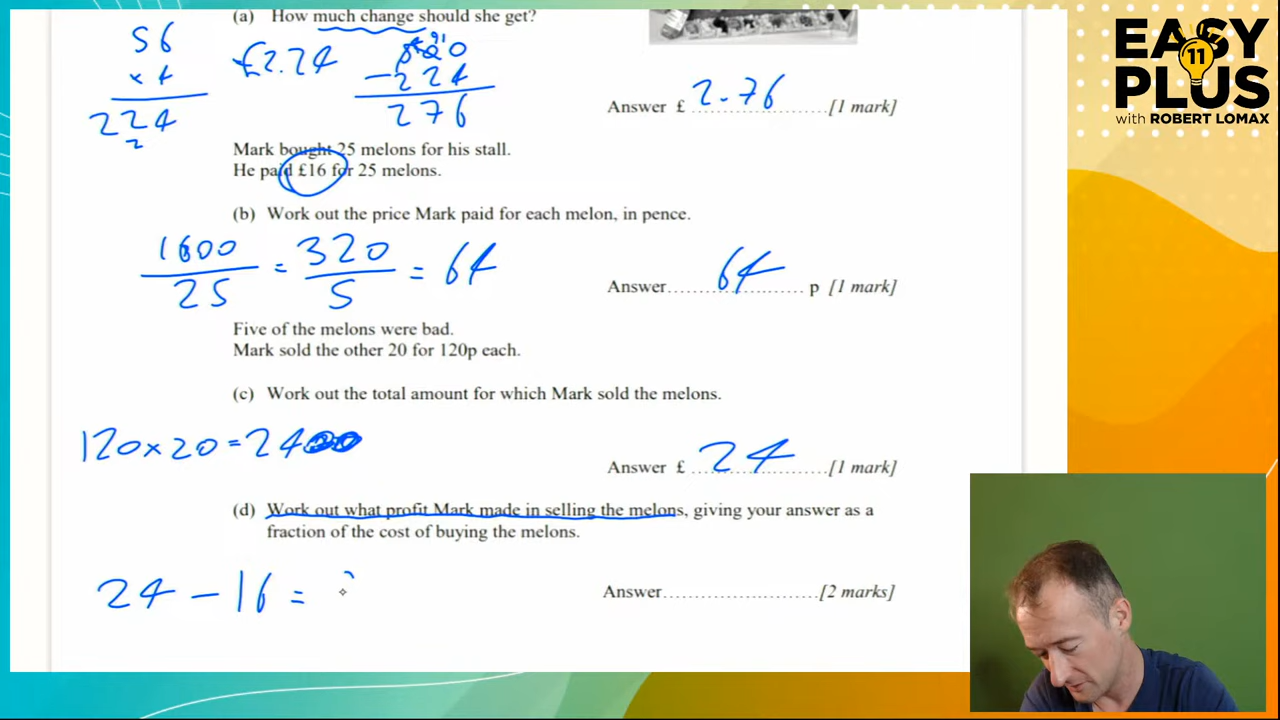 (a) How much change should she get?
56
× 4
224
2
£2.24
500
- 224
276
Answer £ 2.76 [1 mark]
Mark bought 25 melons for his stall.
He paid £16 for 25 melons.
(b) Work out the price Mark paid for each melon, in pence.
1600/25 = 320/5 = 64
Answer 64 p [1 mark]
Five of the melons were bad.
Mark sold the other 20 for 120p each.
(c) Work out the total amount for which Mark sold the melons.
120 × 20 = 2400
Answer £ 24 [1 mark]
(d) Work out what profit Mark made in selling the melons, giving your answer as a
fraction of the cost of buying the melons.
24 - 16 =
Answer [2 marks]
EASY
11
PLUS
with ROBERT LOMAX